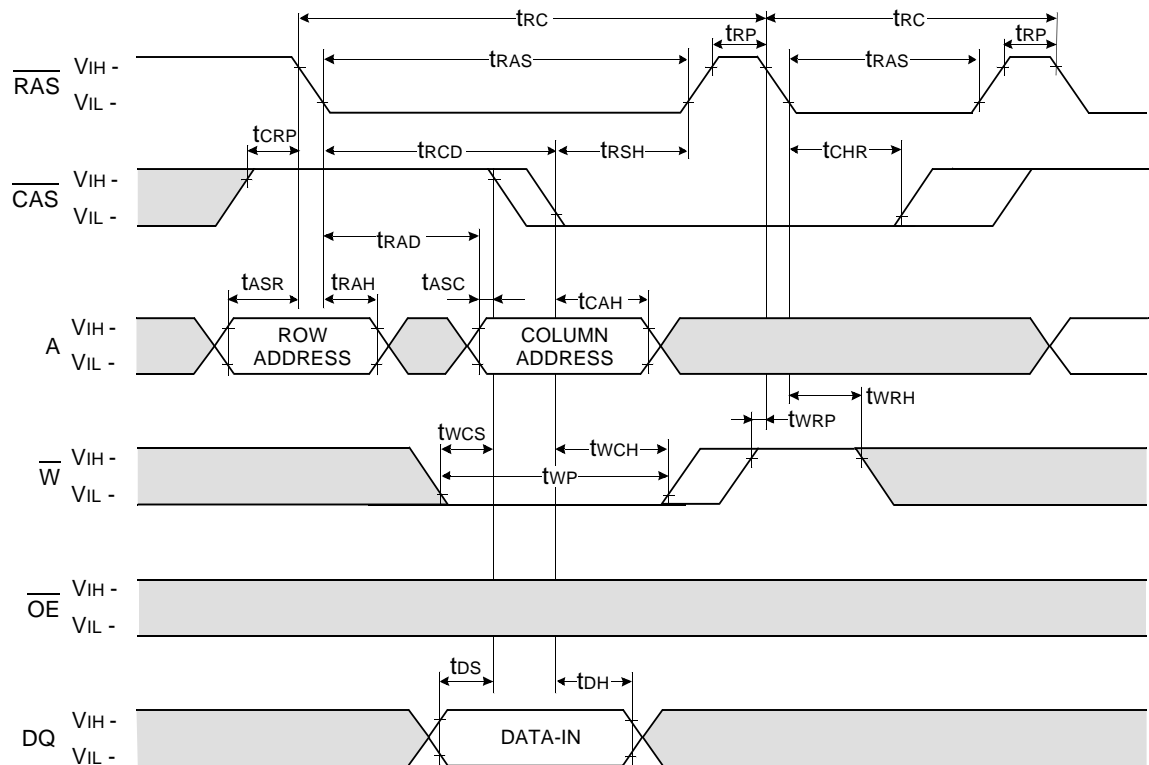 tRC tRC
tRP tRP
tRAS tRAS
RAS VIH -
VIL -
tCRP tRCD tRSH tCHR
CAS VIH -
VIL -
tRAD
tASR tRAH tASC tCAH
A VIH -
VIL -
ROW
ADDRESS
COLUMN
ADDRESS
tWRH
tWRP
tWCS tWCH
W VIH -
VIL -
tWP
OE VIH -
VIL -
tDS tDH
DQ VIH -
VIL -
DATA-IN